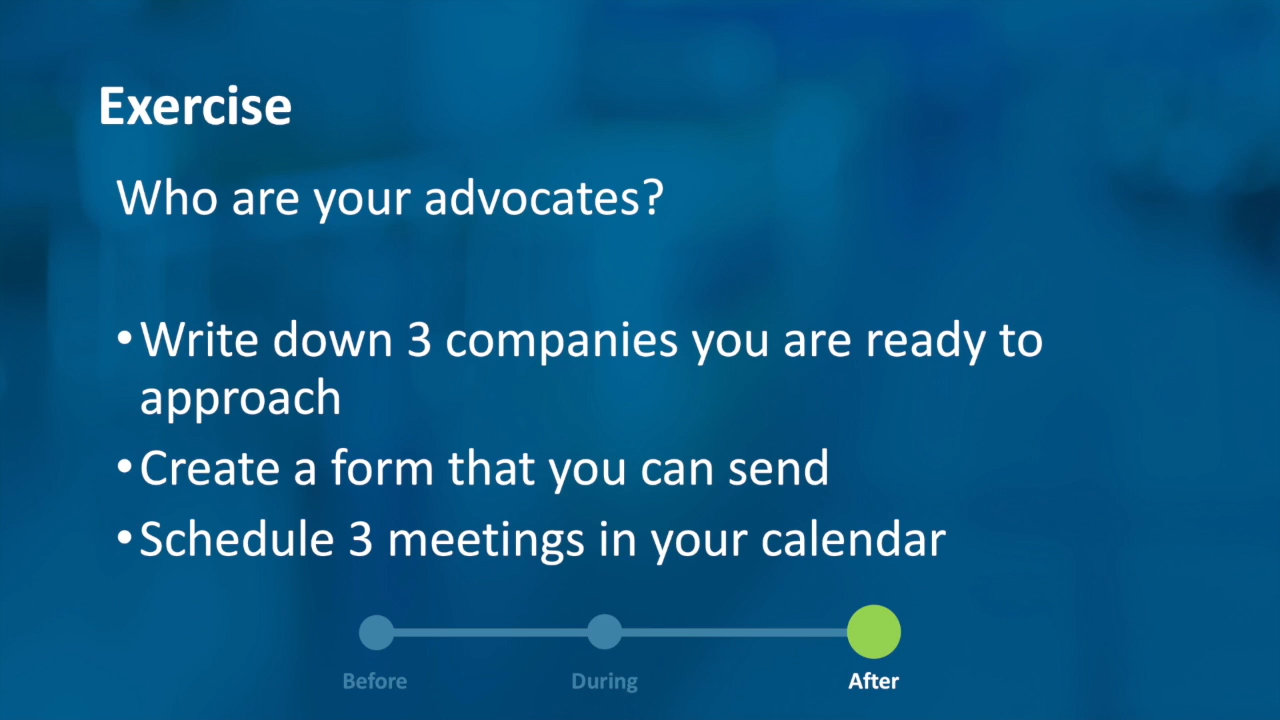 Exercise
Who are your advocates?
•Write down 3 companies you are ready to
approach
•Create a form that you can send
•Schedule 3 meetings in your calendar
Before During After